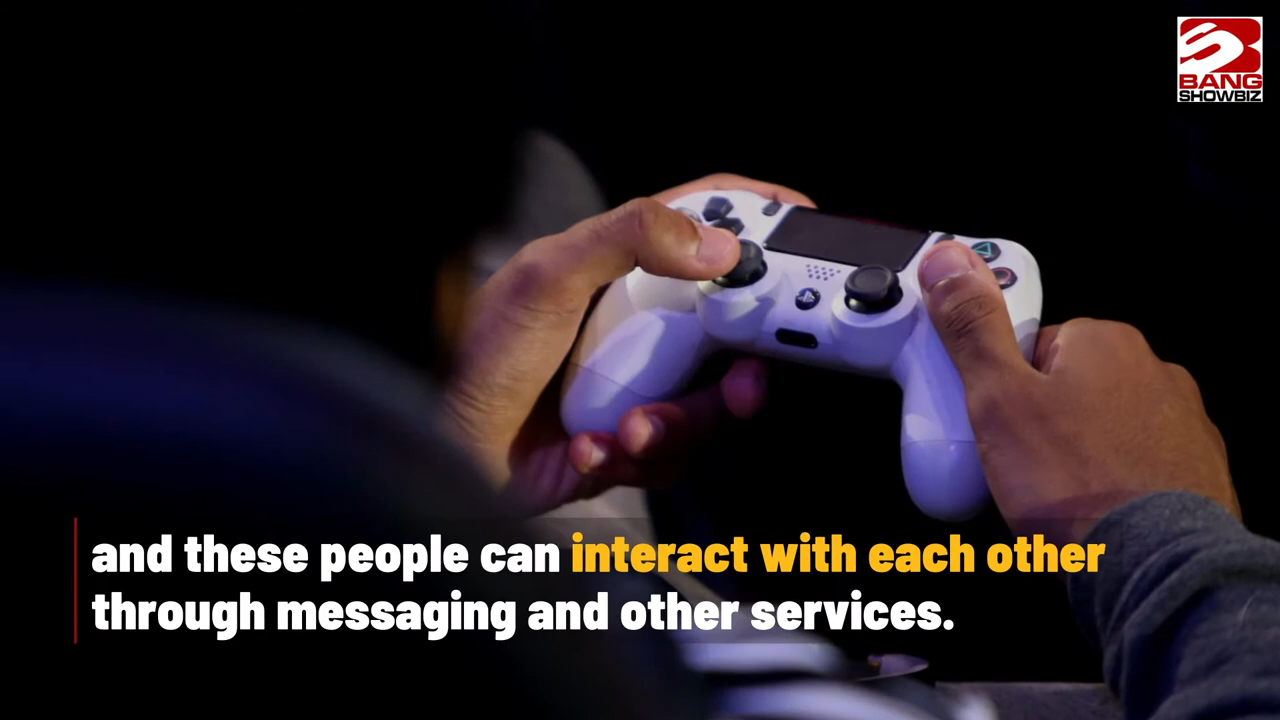 BANG
SHOWBIZ
and these people can interact with each other
through messaging and other services.